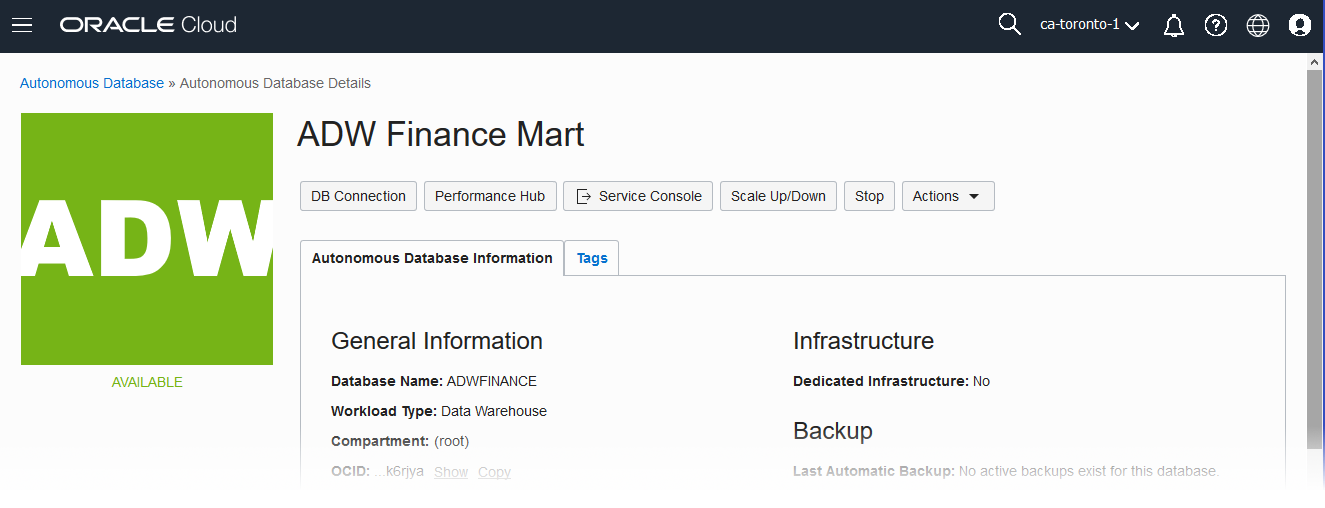 ORACLE Cloud
ca-toronto-1
Autonomous Database » Autonomous Database Details
ADW
AVAILABLE
ADW Finance Mart
DB Connection Performance Hub Service Console Scale Up/Down Stop Actions
Autonomous Database Information Tags
General Information
Database Name: ADWFINANCE
Workload Type: Data Warehouse
Compartment: (root)
OCID: ...k6rjya Show Copy
Infrastructure
Dedicated Infrastructure: No
Backup
Last Automatic Backup: No active backups exist for this database.